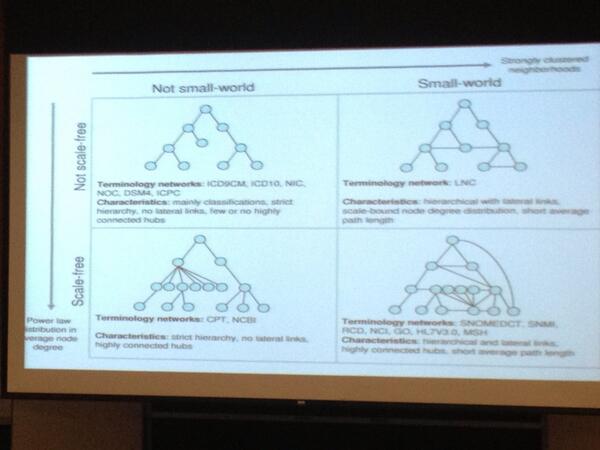 Strongly clustered
neighborhoods
Not small-world
Small-world
Not scale-free
Terminology networks: ICD9CM, ICD10, NIC,
NOC, DSM4, ICPC
Characteristics: mainly classifications, strict
hierarchy, no lateral links, few or no highly
connected hubs
Terminology network: LNC
Characteristics: hierarchical with lateral links,
scale-bound node degree distribution, short average
path length
Scale-free
Terminology networks: CPT, NCBI
Characteristics: strict hierarchy, no lateral links,
highly connected hubs
Terminology networks: SNOMEDCT, SNMI,
RCD, NCI, GO, HL7V3.0, MSH
Characteristics: hierarchical and lateral links,
highly connected hubs, short average path length
Power law
distribution in
average node
degree